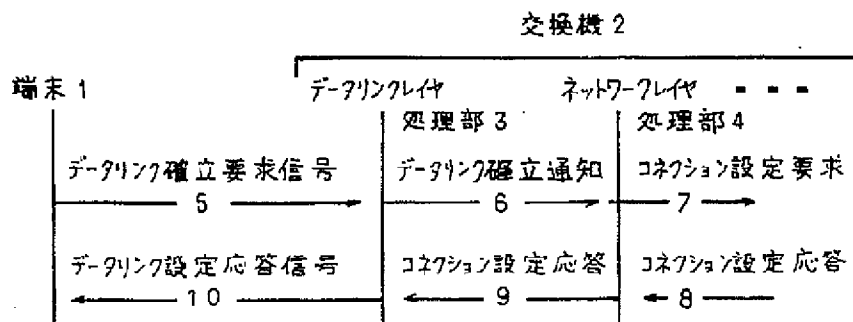 交換機2
端末1
データリンクレイヤ
ネットワークレイヤ ・・・
処理部3
処理部4
データリンク確立要求信号
データリンク確立通知
コネクション設定要求
5
6
7
データリンク設定応答信号
コネクション設定応答
コネクション設定応答
10
9
8